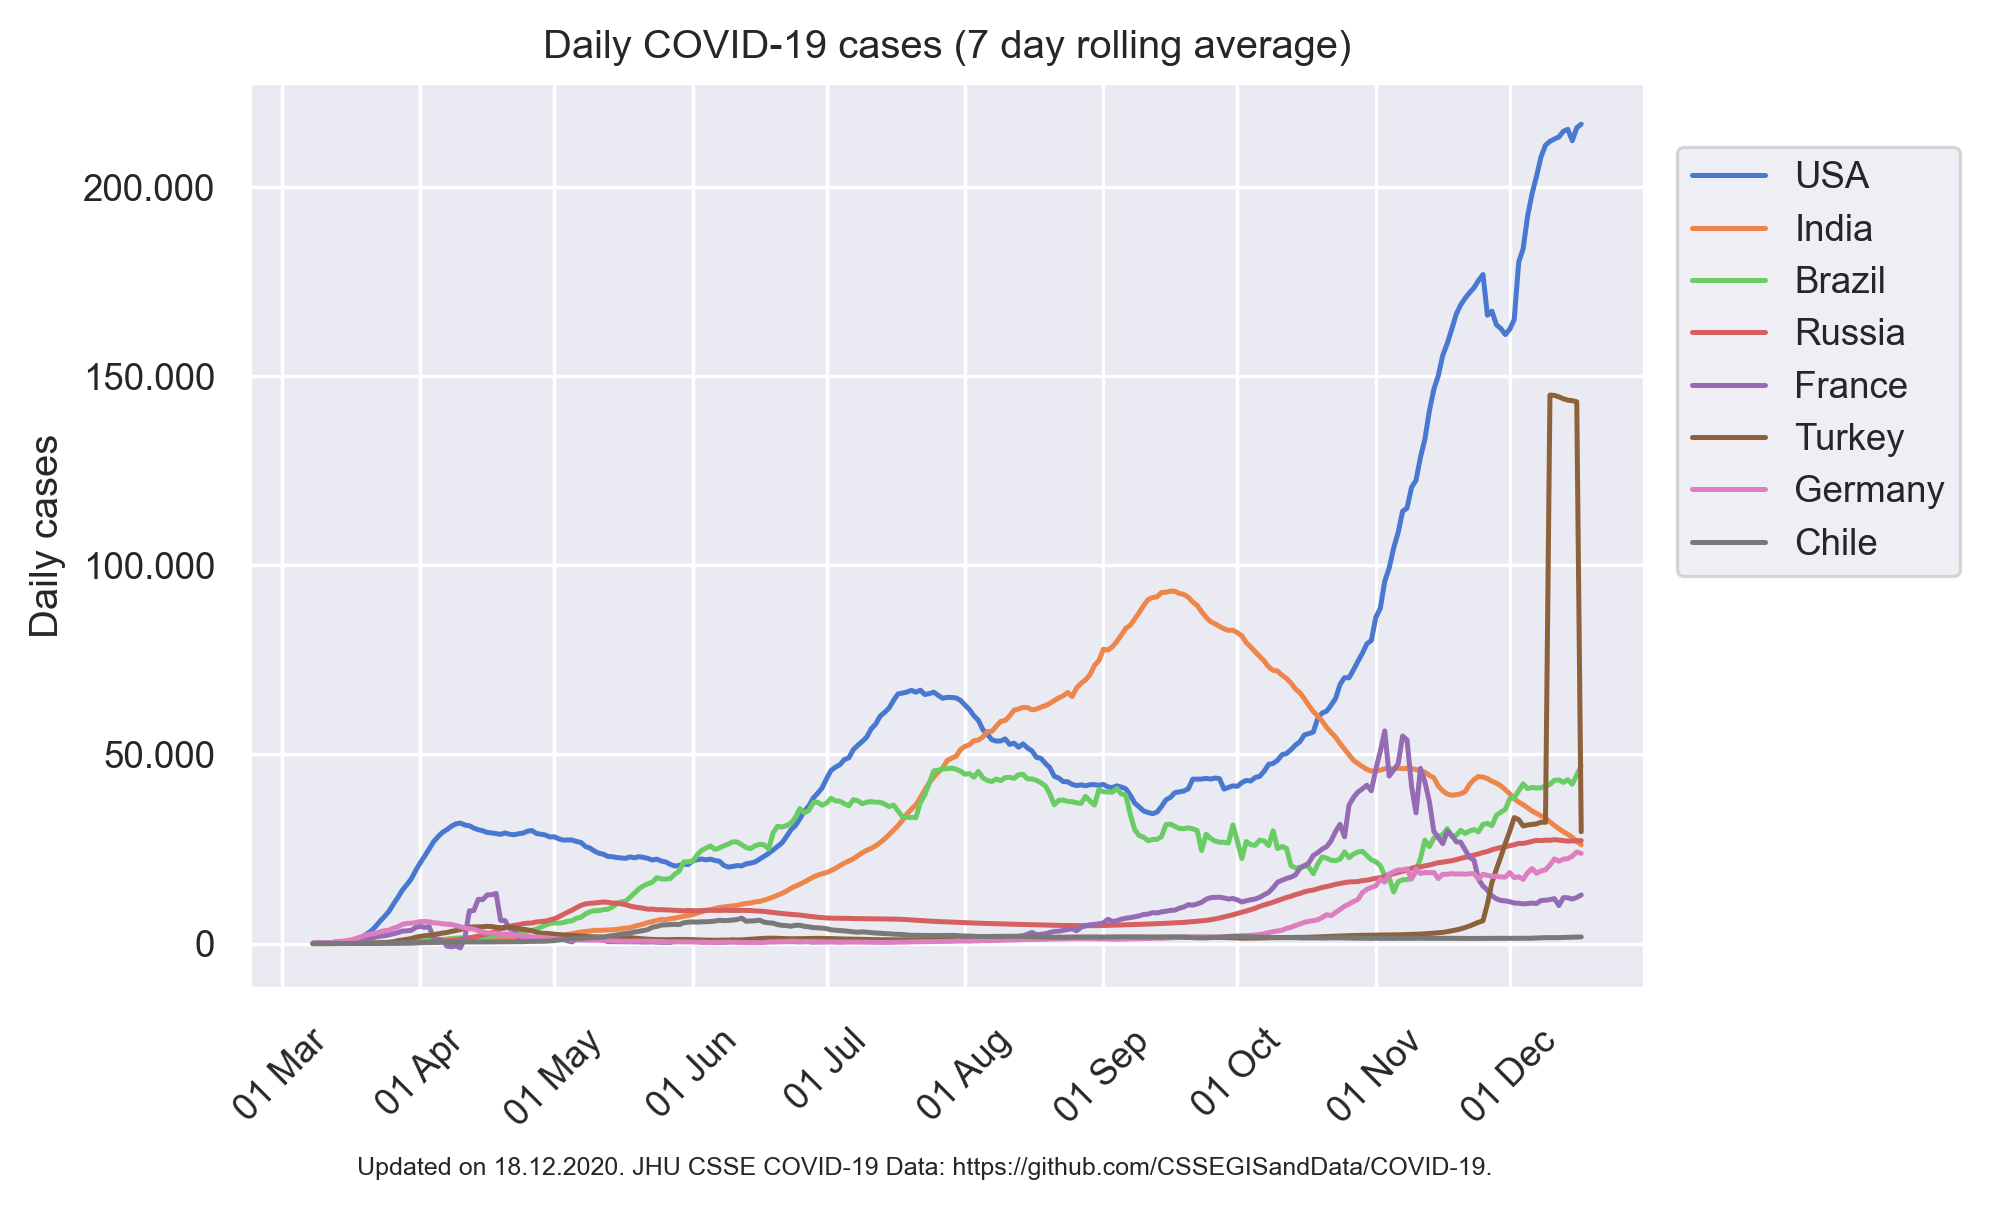 Daily COVID-19 cases (7 day rolling average)
Daily cases
200.000
150.000
100.000
50.000
0
01 Mar
01 Apr
01 May
01 Jun
01 Jul
01 Aug
01 Sep
01 Oct
01 Nov
01 Dec
USA
India
Brazil
Russia
France
Turkey
Germany
Chile
Updated on 18.12.2020. JHU CSSE COVID-19 Data: https://github.com/CSSEGISandData/COVID-19.